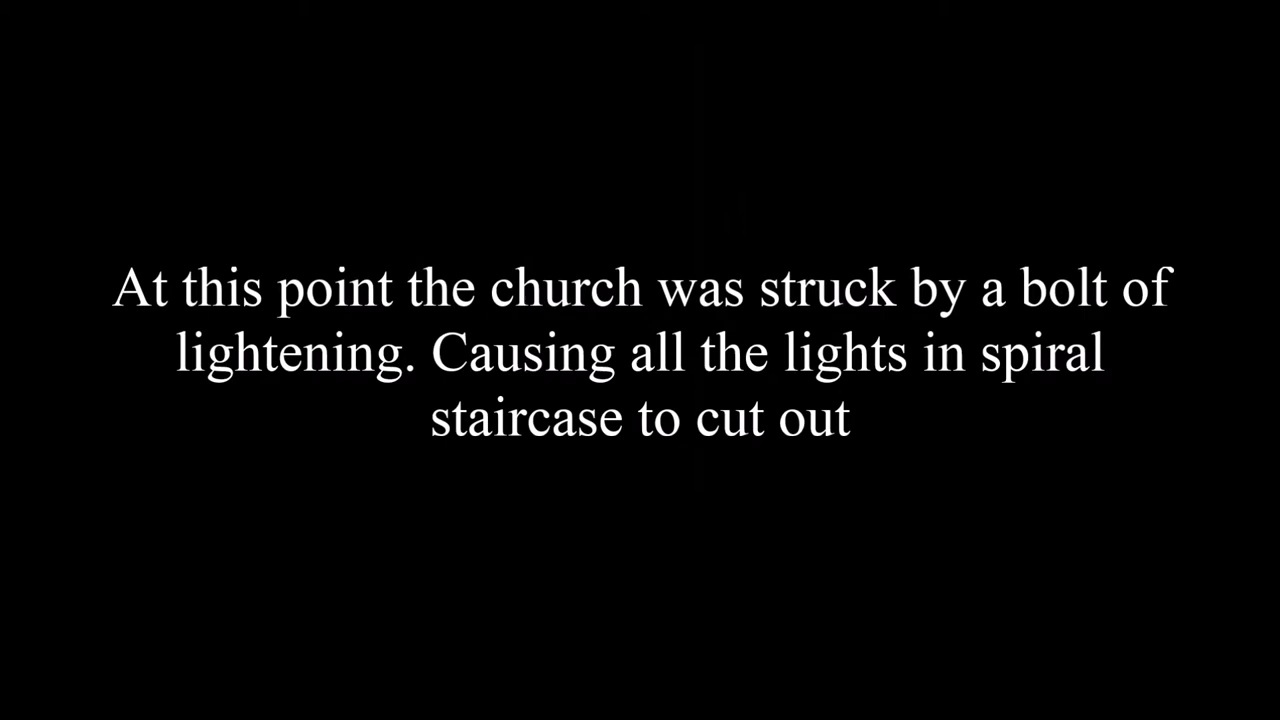 At this point the church was struck by a bolt of
lightening. Causing all the lights in spiral
staircase to cut out